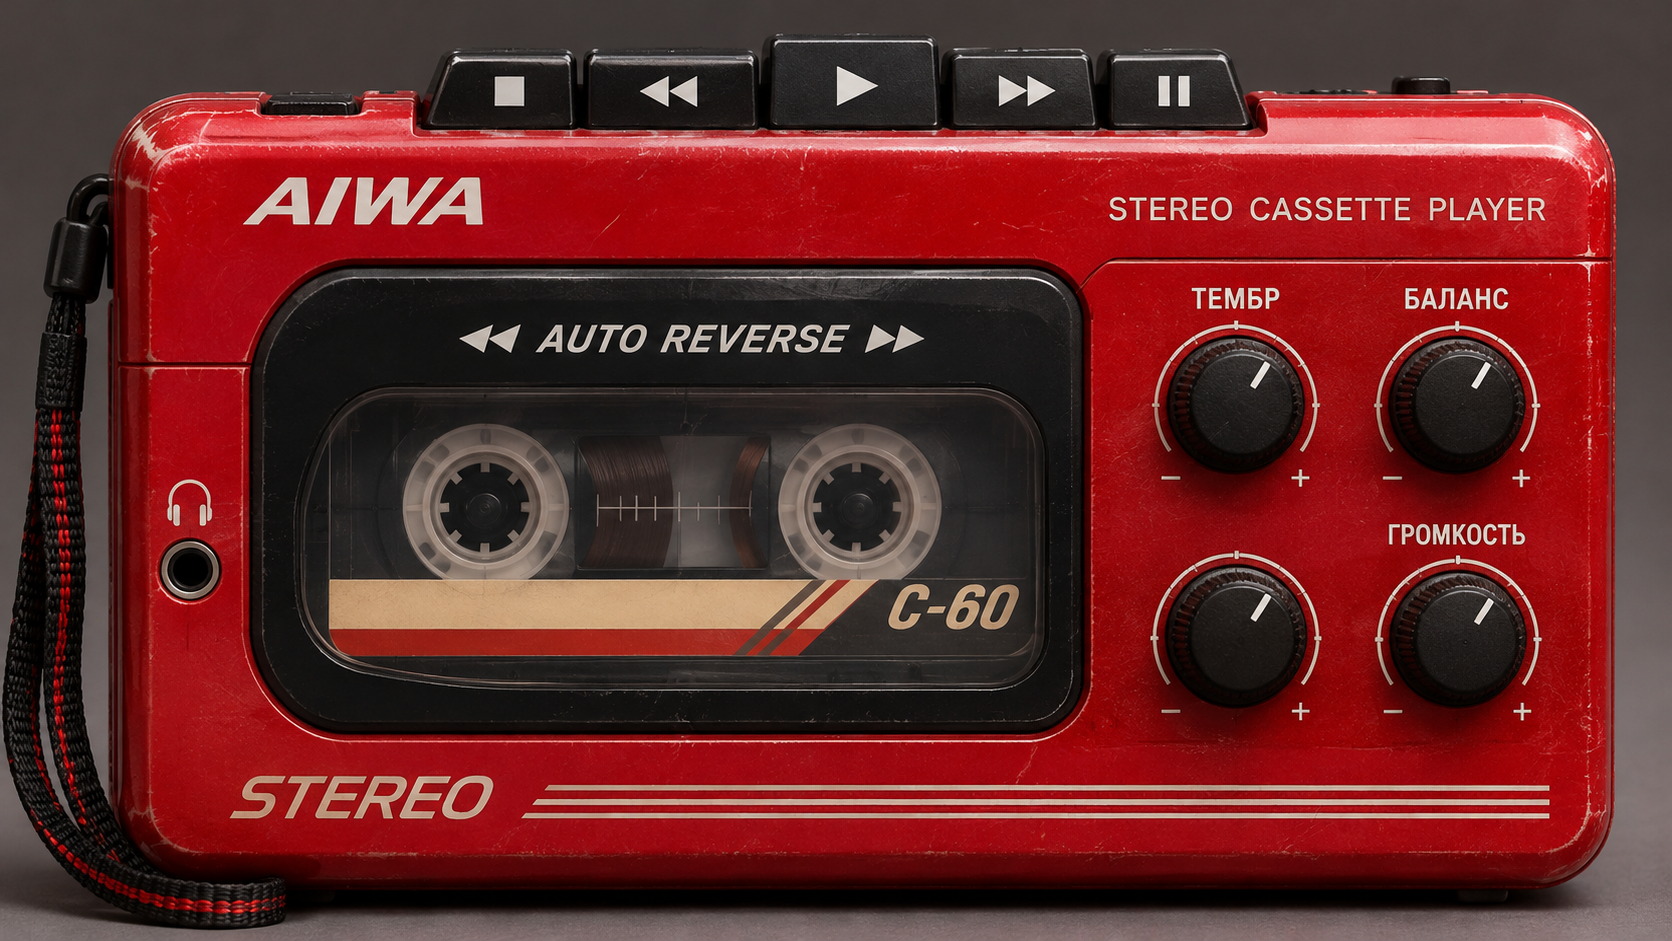 AIWA
STEREO CASSETTE PLAYER
AUTO REVERSE
ТЕМБР
БАЛАНС
ГРОМКОСТЬ
C-60
STEREO